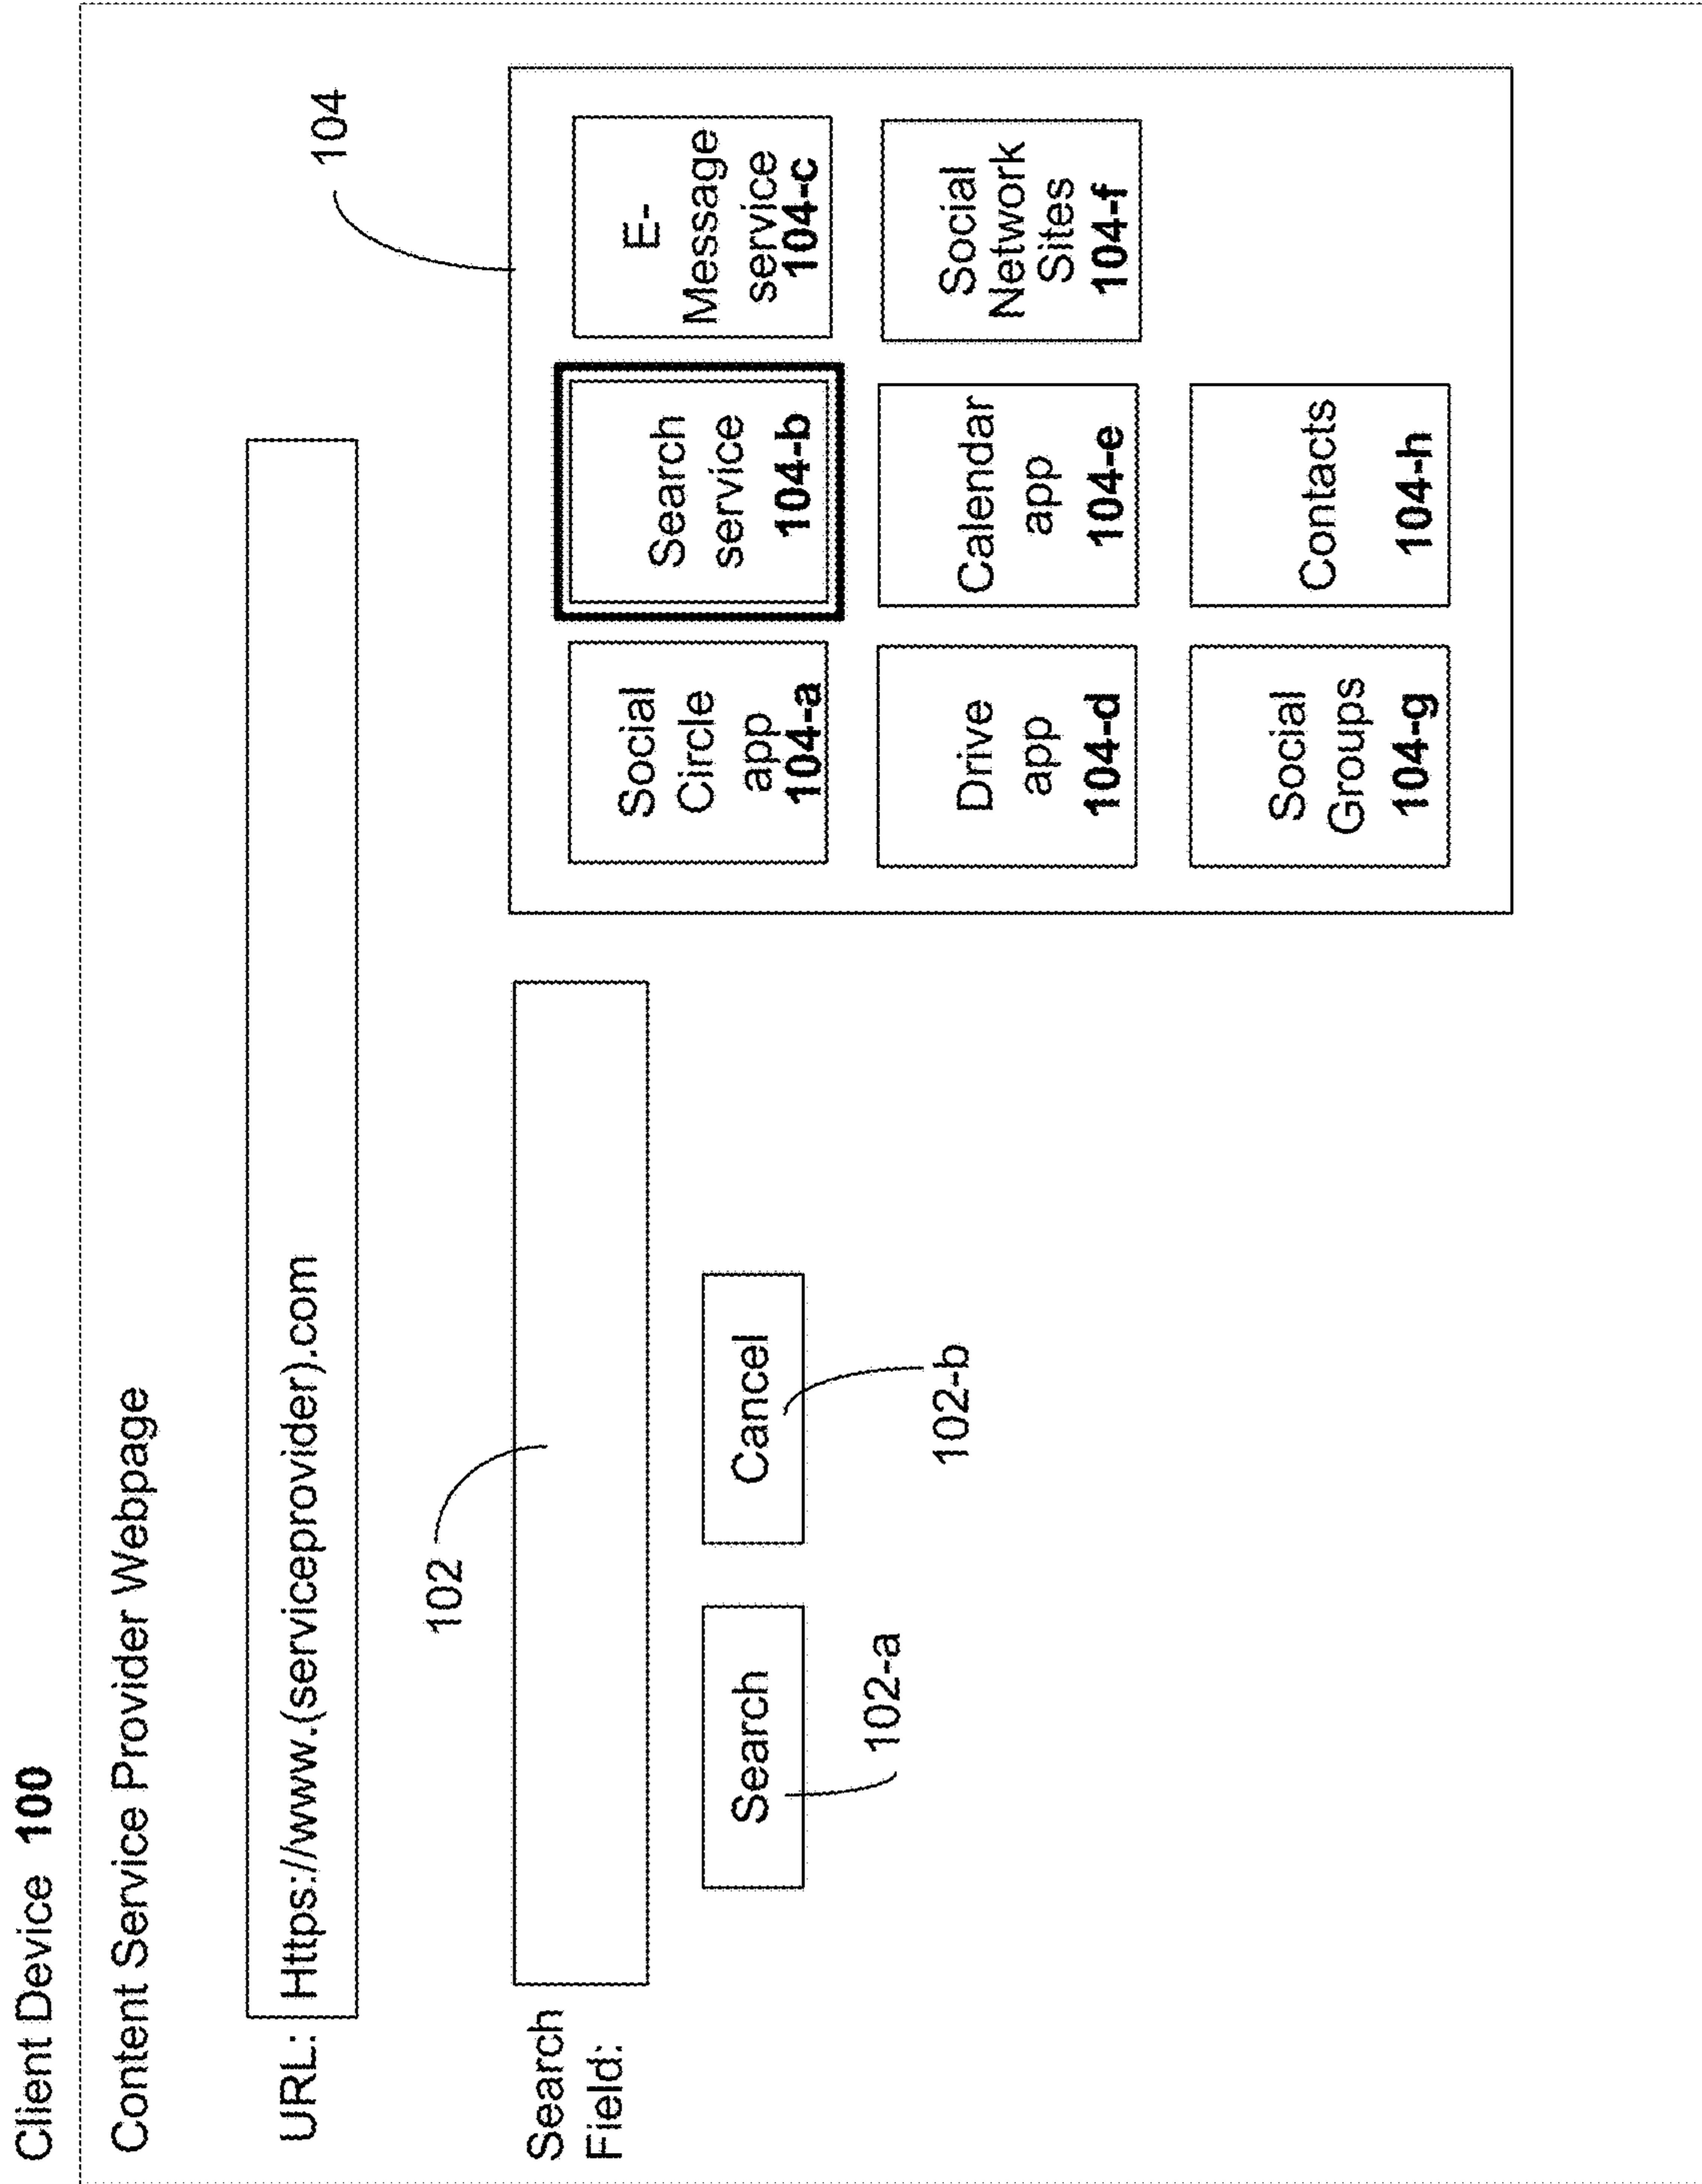 Client Device 100
Content Service Provider Webpage
URL: Https://www.(serviceprovider).com
104
102
Search
Field:
Search
Cancel
102-a
102-b
Social
Circle
app
104-a
Search
service
104-b
E-
Message
service
104-c
Drive
app
104-d
Calendar
app
104-e
Social
Network
Sites
104-f
Social
Groups
104-g
Contacts
104-h